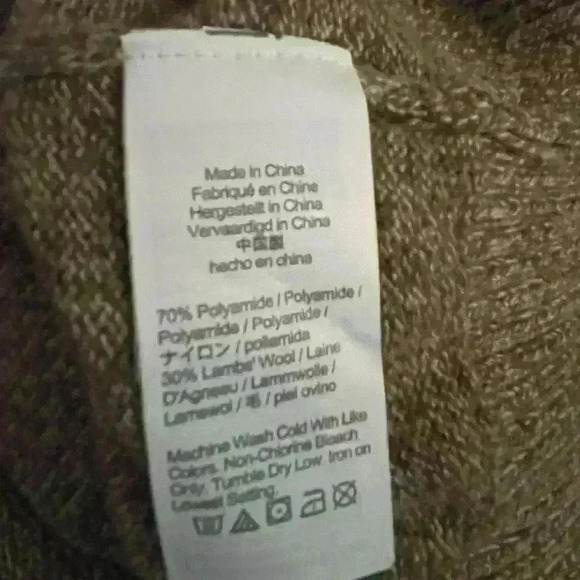 Made in China
Fabriqué en Chine
Hergestellt in China
Vervaardigd in China
中国製
hecho en china
70% Polyamide / Polyamide /
Polyamide / Polyamide /
ナイロン / poliamida
30% Lambs' Wool / Laine
D'Agneau / Lammwolle /
Lamswol / 毛 / piel ovino
Machine Wash Cold With Like
Colors. Non-Chlorine Bleach
Only. Tumble Dry Low. Iron on
Lowest Setting.